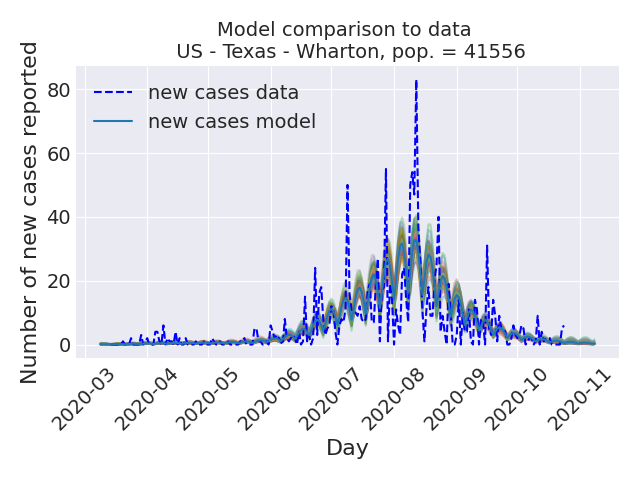 Model comparison to data
US - Texas - Wharton, pop. = 41556
Number of new cases reported
80
60
40
20
0
new cases data
new cases model
2020-03
2020-04
2020-05
2020-06
2020-07
2020-08
2020-09
2020-10
2020-11
Day